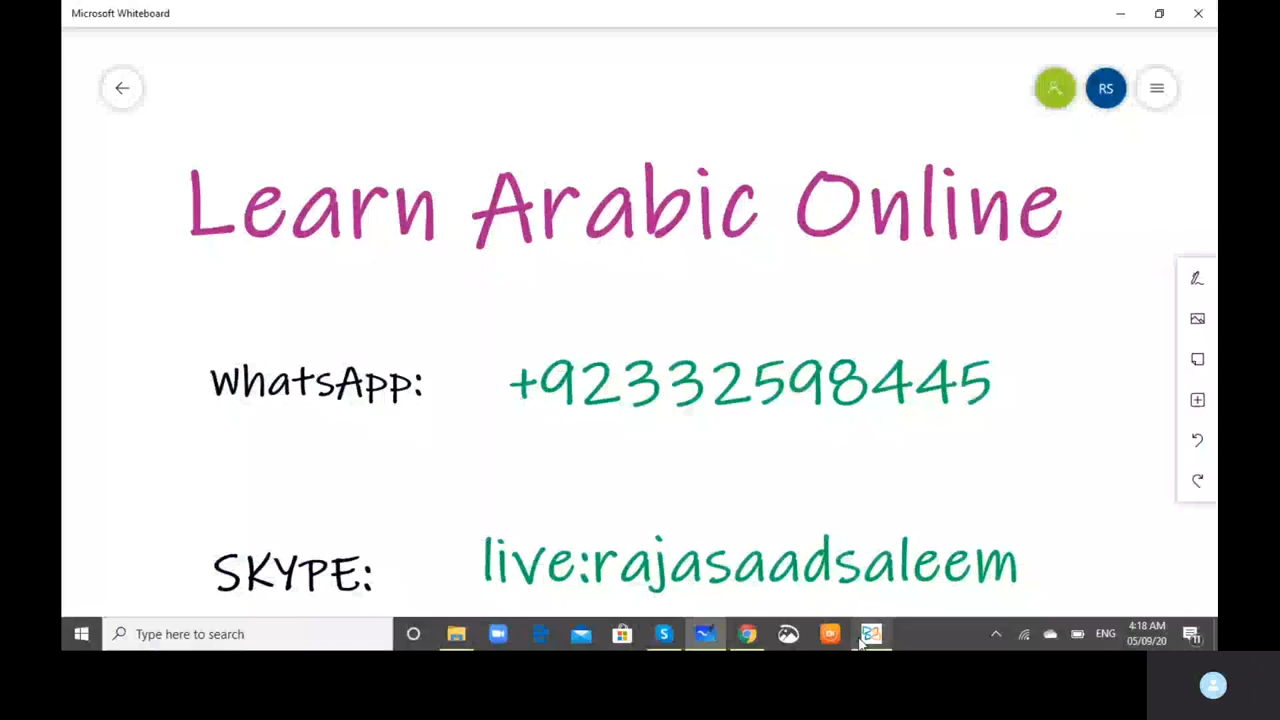 Microsoft Whiteboard
RS
Learn Arabic Online
WhatsApp: +92332598445
SKYPE: live:rajasaadsaleem
Type here to search
ENG
4:18 AM
05/09/20
11